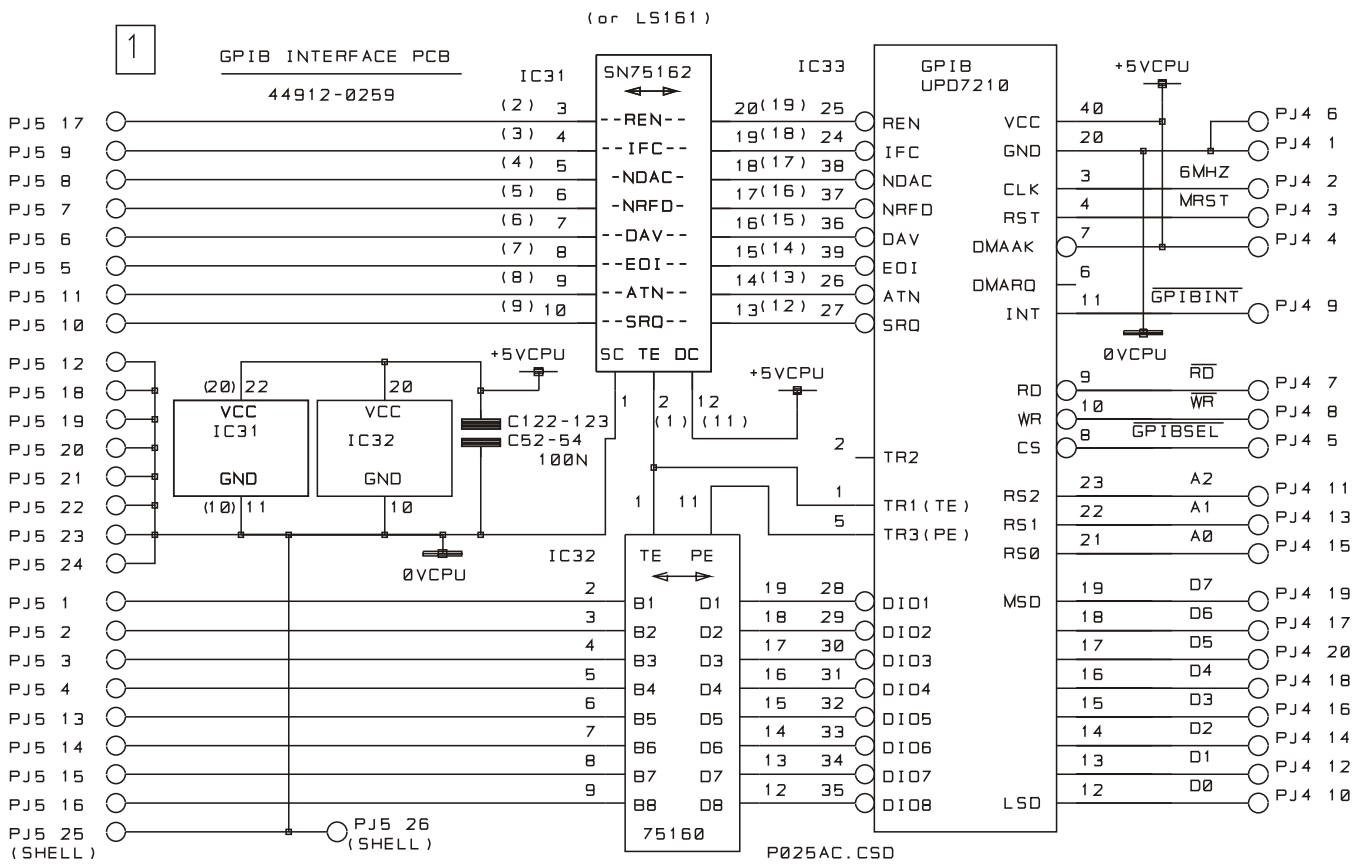 (or LS161)
1
GPIB INTERFACE PCB
44912-0259
IC31
SN75162
IC33
GPIB
UPD7210
+5VCPU
PJ5 17 (2) 3 --REN-- 20(19) 25 REN
PJ5 9 (3) 4 --IFC-- 19(18) 24 IFC
PJ5 8 (4) 5 -NDAC- 18(17) 38 NDAC
PJ5 7 (5) 6 -NRFD- 17(16) 37 NRFD
PJ5 6 (6) 7 --DAV-- 16(15) 36 DAV
PJ5 5 (7) 8 --EOI-- 15(14) 39 EOI
PJ5 11 (8) 9 --ATN-- 14(13) 26 ATN
PJ5 10 (9) 10 --SRQ-- 13(12) 27 SRQ
SC TE DC
1 2 12
(1) (11)
VCC 40 PJ4 6
GND 20 PJ4 1
CLK 3 6MHZ PJ4 2
RST 4 MRST PJ4 3
DMAAK 7 PJ4 4
DMARQ 6
INT 11 GPIBINT PJ4 9
0VCPU
RD 9 RD PJ4 7
WR 10 WR PJ4 8
CS 8 GPIBSEL PJ4 5
PJ5 12
PJ5 18
PJ5 19
PJ5 20
PJ5 21
PJ5 22
PJ5 23
PJ5 24
(20) 22
VCC
IC31
GND
(10) 11
20
VCC
IC32
GND
10
+5VCPU
C122-123
C52-54
100N
0VCPU
+5VCPU
2 TR2
1 TR1(TE)
5 TR3(PE)
RS2 23 A2 PJ4 11
RS1 22 A1 PJ4 13
RS0 21 A0 PJ4 15
IC32
1 11
TE PE
PJ5 1 2 B1 D1 19 28 DIO1
PJ5 2 3 B2 D2 18 29 DIO2
PJ5 3 4 B3 D3 17 30 DIO3
PJ5 4 5 B4 D4 16 31 DIO4
PJ5 13 6 B5 D5 15 32 DIO5
PJ5 14 7 B6 D6 14 33 DIO6
PJ5 15 8 B7 D7 13 34 DIO7
PJ5 16 9 B8 D8 12 35 DIO8
75160
MSD 19 D7 PJ4 19
18 D6 PJ4 17
17 D5 PJ4 20
16 D4 PJ4 18
15 D3 PJ4 16
14 D2 PJ4 14
13 D1 PJ4 12
LSD 12 D0 PJ4 10
PJ5 25
(SHELL)
PJ5 26
(SHELL)
P025AC.CSD